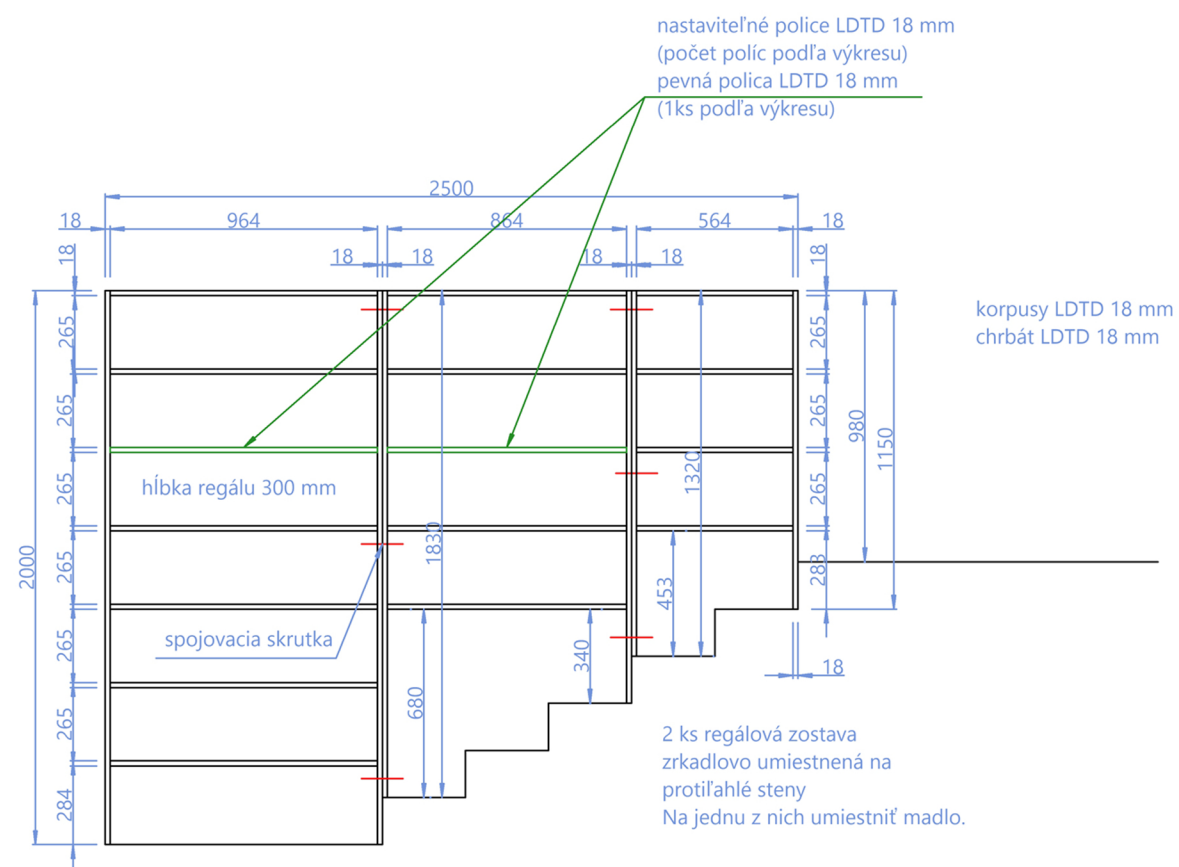 nastaviteľné police LDTD 18 mm
(počet políc podľa výkresu)
pevná polica LDTD 18 mm
(1ks podľa výkresu)
2500
18 964 864 564 18
18 18 18 18
18
18
265
265
265
265
265
265
284
2000
1830
1320
265
265
265
265
283
980
1150
korpusy LDTD 18 mm
chrbát LDTD 18 mm
hĺbka regálu 300 mm
spojovacia skrutka
680
340
453
18
2 ks regálová zostava
zrkadlovo umiestnená na
protiľahlé steny
Na jednu z nich umiestniť madlo.